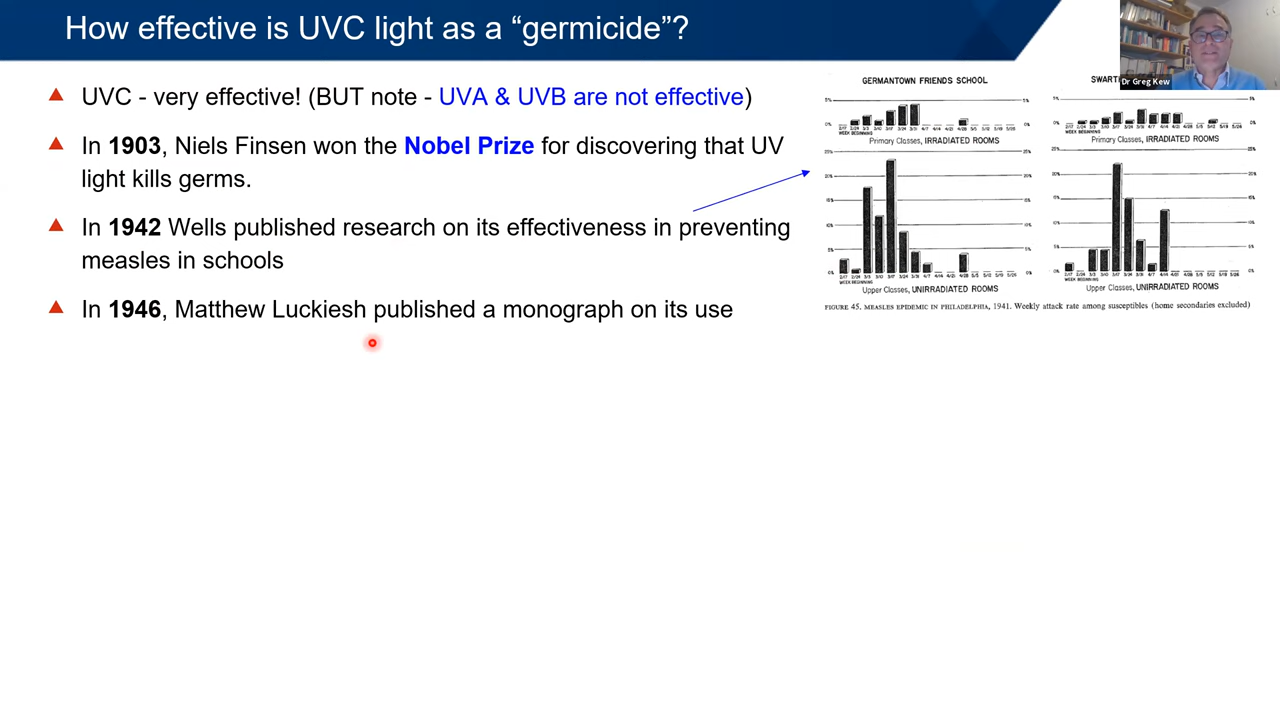 How effective is UVC light as a “germicide”?
UVC - very effective! (BUT note - UVA & UVB are not effective)
In 1903, Niels Finsen won the Nobel Prize for discovering that UV
light kills germs.
In 1942 Wells published research on its effectiveness in preventing
measles in schools
In 1946, Matthew Luckiesh published a monograph on its use
Dr Greg Kew
GERMANTOWN FRIENDS SCHOOL
WEEK BEGINNING
Primary Classes, IRRADIATED ROOMS
WEEK BEGINNING
Upper Classes, UNIRRADIATED ROOMS
SWART
WEEK BEGINNING
Primary Classes, IRRADIATED ROOMS
WEEK BEGINNING
Upper Classes, UNIRRADIATED ROOMS
FIGURE 45. MEASLES EPIDEMIC IN PHILADELPHIA, 1941. Weekly attack rate among susceptibles (home secondaries excluded)